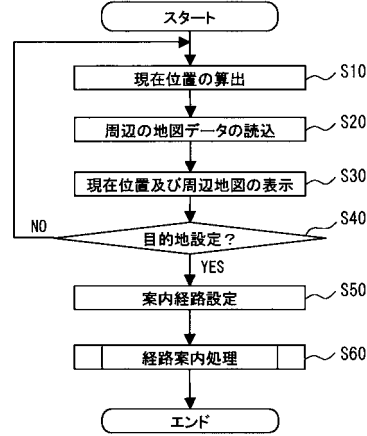 スタート
現在位置の算出
S10
周辺の地図データの読込
S20
現在位置及び周辺地図の表示
S30
目的地設定？
S40
NO
YES
案内経路設定
S50
経路案内処理
S60
エンド